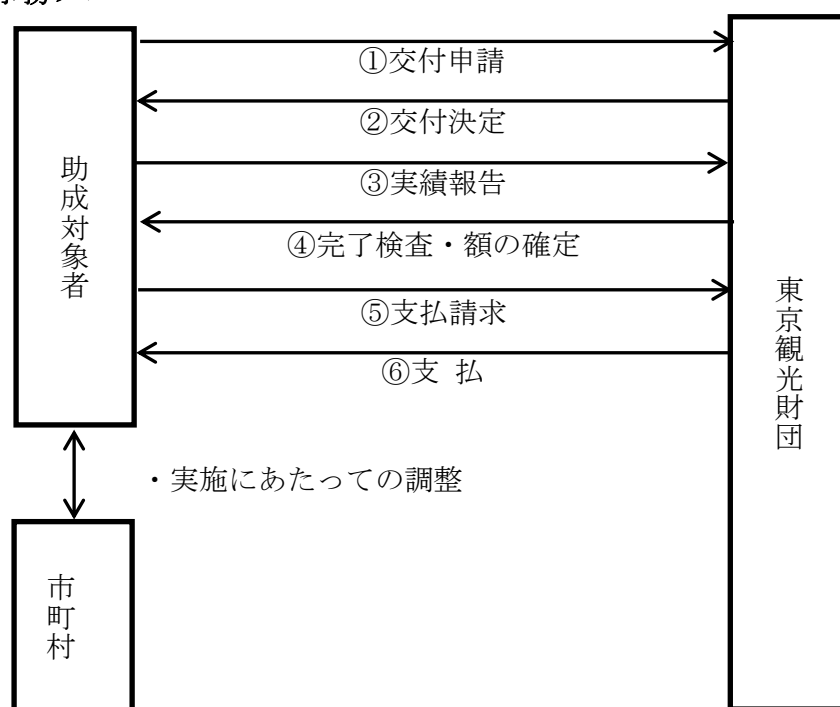 ①交付申請
②交付決定
③実績報告
④完了検査・額の確定
⑤支払請求
⑥支 払
助成対象者
東京観光財団
・実施にあたっての調整
市町村